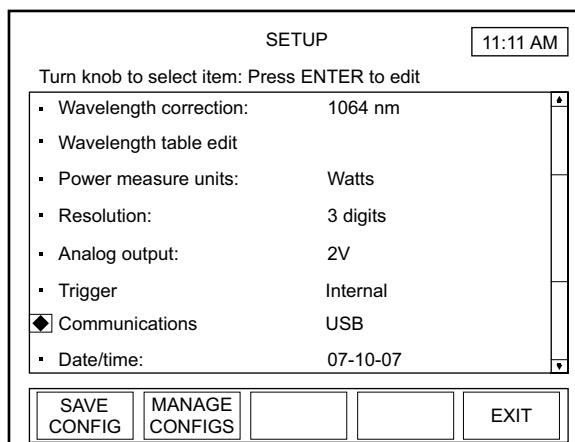 SETUP
11:11 AM
Turn knob to select item: Press ENTER to edit
Wavelength correction: 1064 nm
Wavelength table edit
Power measure units: Watts
Resolution: 3 digits
Analog output: 2V
Trigger Internal
Communications USB
Date/time: 07-10-07
SAVE CONFIG
MANAGE CONFIGS
EXIT